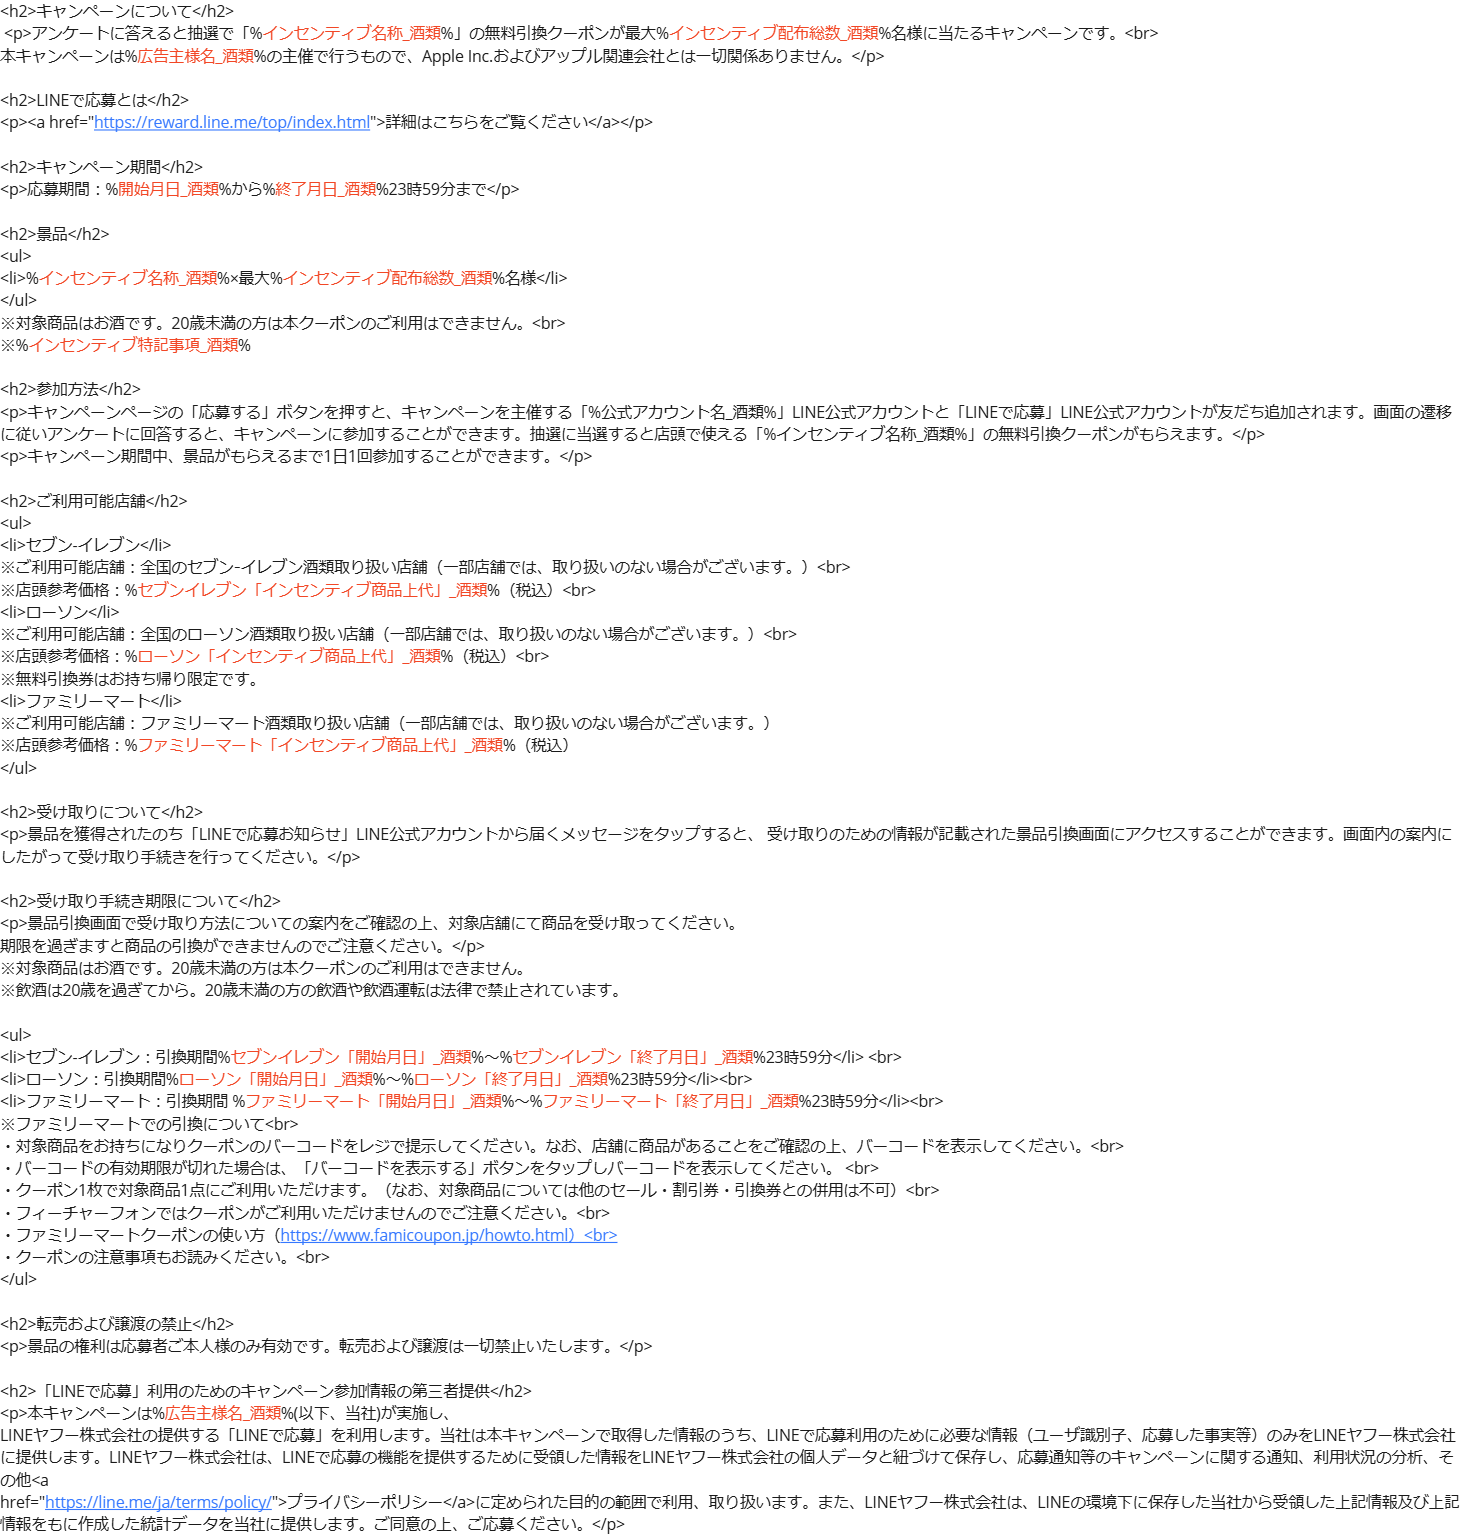 <h2>キャンペーンについて</h2>
<p>アンケートに答えると抽選で「%インセンティブ名称_酒類%」の無料引換クーポンが最大%インセンティブ配布総数_酒類%名様に当たるキャンペーンです。<br>
本キャンペーンは%広告主様名_酒類%の主催で行うもので、Apple Inc.およびアップル関連会社とは一切関係ありません。</p>

<h2>LINEで応募とは</h2>
<p><a href="https://reward.line.me/top/index.html">詳細はこちらをご覧ください</a></p>

<h2>キャンペーン期間</h2>
<p>応募期間：%開始月日_酒類%から%終了月日_酒類%23時59分まで</p>

<h2>景品</h2>
<ul>
<li>%インセンティブ名称_酒類%×最大%インセンティブ配布総数_酒類%名様</li>
</ul>
※対象商品はお酒です。20歳未満の方は本クーポンのご利用はできません。<br>
※%インセンティブ特記事項_酒類%

<h2>参加方法</h2>
<p>キャンペーンページの「応募する」ボタンを押すと、キャンペーンを主催する「%公式アカウント名_酒類%」LINE公式アカウントと「LINEで応募」LINE公式アカウントが友だち追加されます。画面の遷移
に従いアンケートに回答すると、キャンペーンに参加することができます。抽選に当選すると店頭で使える「%インセンティブ名称_酒類%」の無料引換クーポンがもらえます。</p>
<p>キャンペーン期間中、景品がもらえるまで1日1回参加することができます。</p>

<h2>ご利用可能店舗</h2>
<ul>
<li>セブン-イレブン</li>
※ご利用可能店舗：全国のセブン-イレブン酒類取り扱い店舗（一部店舗では、取り扱いのない場合がございます。）<br>
※店頭参考価格：%セブンイレブン「インセンティブ商品上代」_酒類%（税込）<br>
<li>ローソン</li>
※ご利用可能店舗：全国のローソン酒類取り扱い店舗（一部店舗では、取り扱いのない場合がございます。）<br>
※店頭参考価格：%ローソン「インセンティブ商品上代」_酒類%（税込）<br>
※無料引換券はお持ち帰り限定です。
<li>ファミリーマート</li>
※ご利用可能店舗：ファミリーマート酒類取り扱い店舗（一部店舗では、取り扱いのない場合がございます。）
※店頭参考価格：%ファミリーマート「インセンティブ商品上代」_酒類%（税込）
</ul>

<h2>受け取りについて</h2>
<p>景品を獲得されたのち「LINEで応募お知らせ」LINE公式アカウントから届くメッセージをタップすると、 受け取りのための情報が記載された景品引換画面にアクセスすることができます。画面内の案内に
したがって受け取り手続きを行ってください。</p>

<h2>受け取り手続き期限について</h2>
<p>景品引換画面で受け取り方法についての案内をご確認の上、対象店舗にて商品を受け取ってください。
期限を過ぎますと商品の引換ができませんのでご注意ください。</p>
※対象商品はお酒です。20歳未満の方は本クーポンのご利用はできません。
※飲酒は20歳を過ぎてから。20歳未満の方の飲酒や飲酒運転は法律で禁止されています。

<ul>
<li>セブン-イレブン：引換期間%セブンイレブン「開始月日」_酒類%～%セブンイレブン「終了月日」_酒類%23時59分</li> <br>
<li>ローソン：引換期間%ローソン「開始月日」_酒類%～%ローソン「終了月日」_酒類%23時59分</li><br>
<li>ファミリーマート：引換期間 %ファミリーマート「開始月日」_酒類%～%ファミリーマート「終了月日」_酒類%23時59分</li><br>
※ファミリーマートでの引換について<br>
・対象商品をお持ちになりクーポンのバーコードをレジで提示してください。なお、店舗に商品があることをご確認の上、バーコードを表示してください。<br>
・バーコードの有効期限が切れた場合は、「バーコードを表示する」ボタンをタップしバーコードを表示してください。 <br>
・クーポン1枚で対象商品1点にご利用いただけます。（なお、対象商品については他のセール・割引券・引換券との併用は不可）<br>
・フィーチャーフォンではクーポンがご利用いただけませんのでご注意ください。<br>
・ファミリーマートクーポンの使い方（https://www.famicoupon.jp/howto.html）<br>
・クーポンの注意事項もお読みください。<br>
</ul>

<h2>転売および譲渡の禁止</h2>
<p>景品の権利は応募者ご本人様のみ有効です。転売および譲渡は一切禁止いたします。</p>

<h2>「LINEで応募」利用のためのキャンペーン参加情報の第三者提供</h2>
<p>本キャンペーンは%広告主様名_酒類%(以下、当社)が実施し、
LINEヤフー株式会社の提供する「LINEで応募」を利用します。当社は本キャンペーンで取得した情報のうち、LINEで応募利用のために必要な情報（ユーザ識別子、応募した事実等）のみをLINEヤフー株式会社
に提供します。LINEヤフー株式会社は、LINEで応募の機能を提供するために受領した情報をLINEヤフー株式会社の個人データと紐づけて保存し、応募通知等のキャンペーンに関する通知、利用状況の分析、そ
の他<a
href="https://line.me/ja/terms/policy/">プライバシーポリシー</a>に定められた目的の範囲で利用、取り扱います。また、LINEヤフー株式会社は、LINEの環境下に保存した当社から受領した上記情報及び上記
情報をもとに作成した統計データを当社に提供します。ご同意の上、ご応募ください。</p>